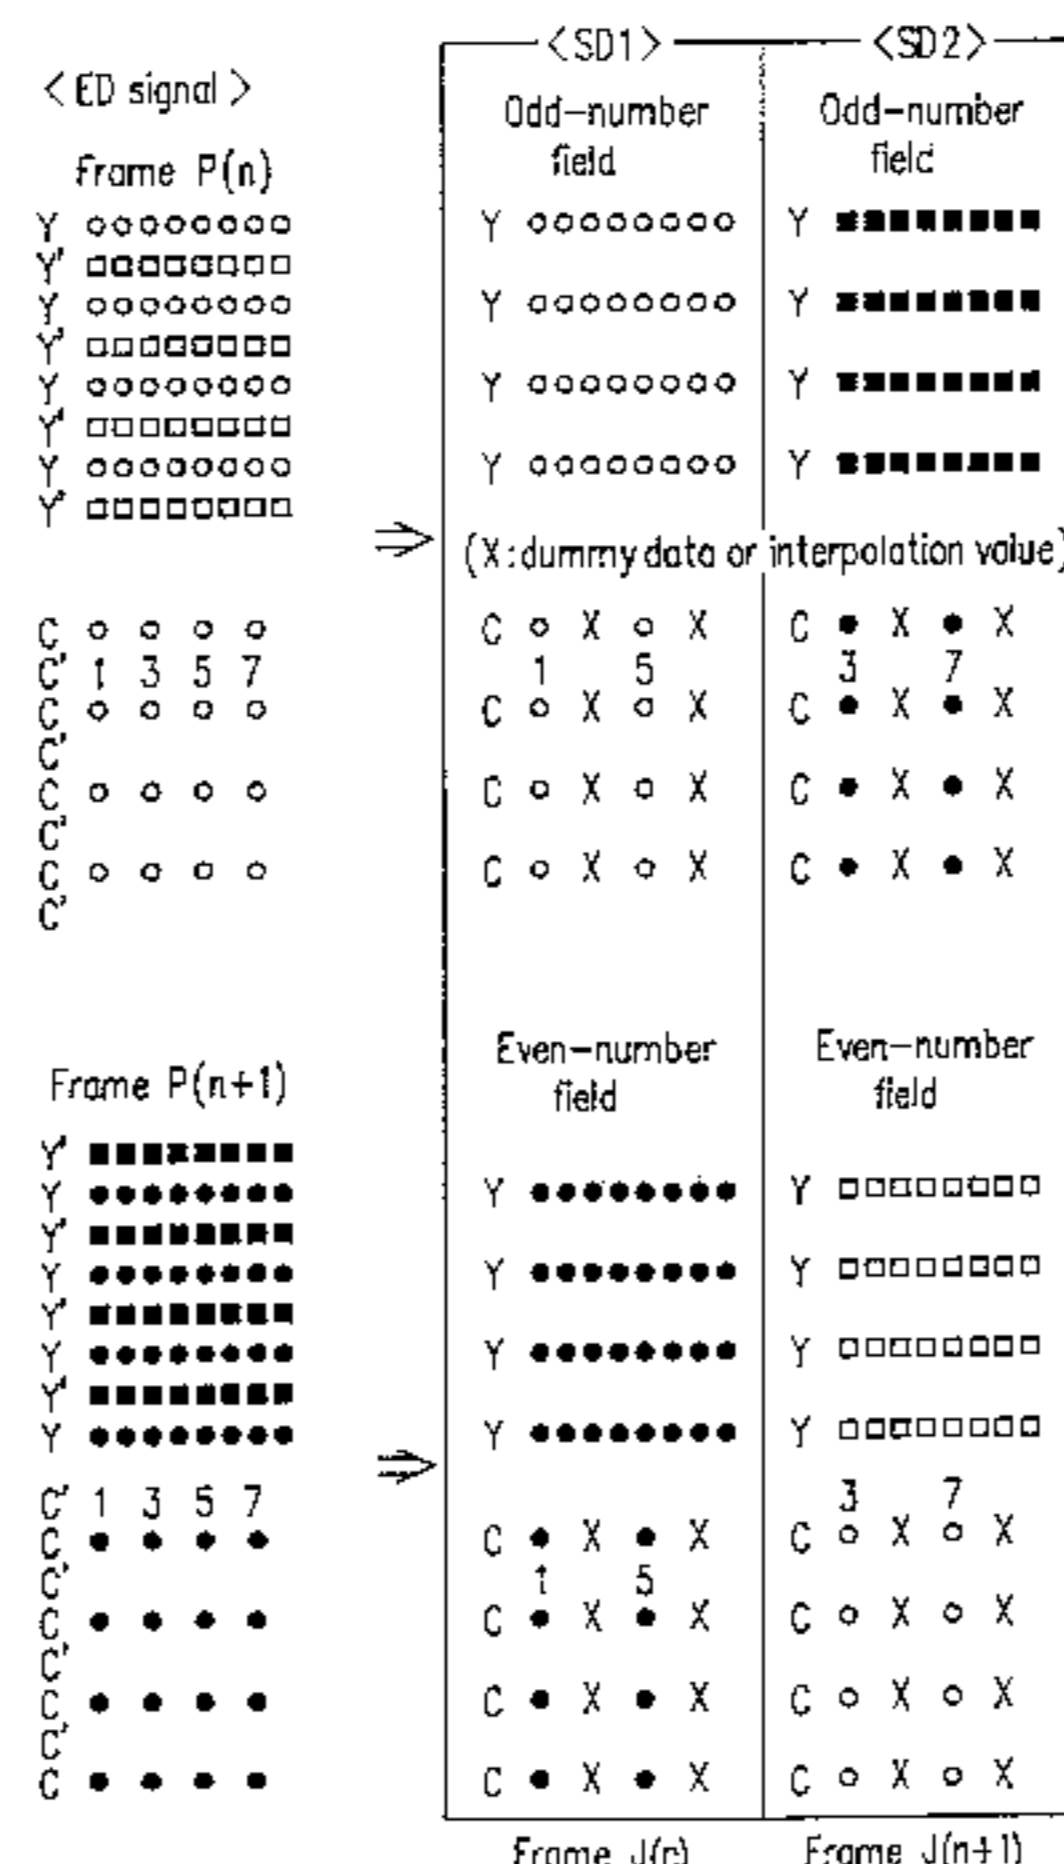 <ED signal>
<SD1>
<SD2>
Frame P(n)
Odd-number
field
Odd-number
field
Y
Y'
Y
Y'
Y
Y'
Y
Y'
Y
Y
Y
Y
Y
Y
Y
Y
(X:dummy data or interpolation value)
C
C' 1 3 5 7
C
C'
C
C'
C
C'
C X X
1 5
C X X
C X X
C X X
C X X
3 7
C X X
C X X
C X X
Frame P(n+1)
Even-number
field
Even-number
field
Y'
Y
Y'
Y
Y'
Y
Y'
Y
Y
Y
Y
Y
Y
Y
Y
Y
C' 1 3 5 7
C
C'
C
C'
C
C'
C
C X X
1 5
C X X
C X X
C X X
3 7
C X X
C X X
C X X
C X X
Frame J(n)
Frame J(n+1)